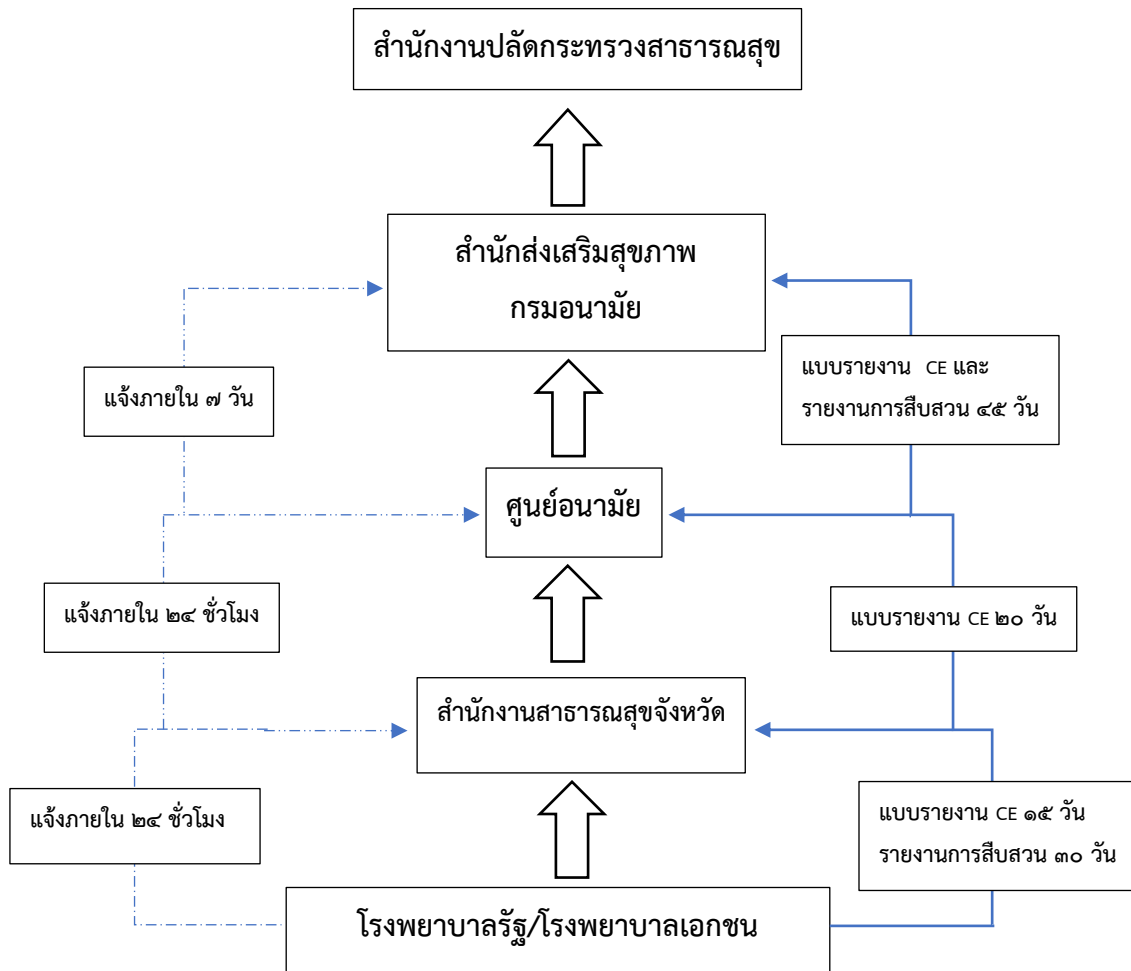 สำนักงานปลัดกระทรวงสาธารณสุข
สำนักส่งเสริมสุขภาพ
กรมอนามัย
แจ้งภายใน ๗ วัน
แบบรายงาน CE และ
รายงานการสืบสวน ๔๕ วัน
ศูนย์อนามัย
แจ้งภายใน ๒๔ ชั่วโมง
แบบรายงาน CE ๒๐ วัน
สำนักงานสาธารณสุขจังหวัด
แจ้งภายใน ๒๔ ชั่วโมง
แบบรายงาน CE ๑๕ วัน
รายงานการสืบสวน ๓๐ วัน
โรงพยาบาลรัฐ/โรงพยาบาลเอกชน